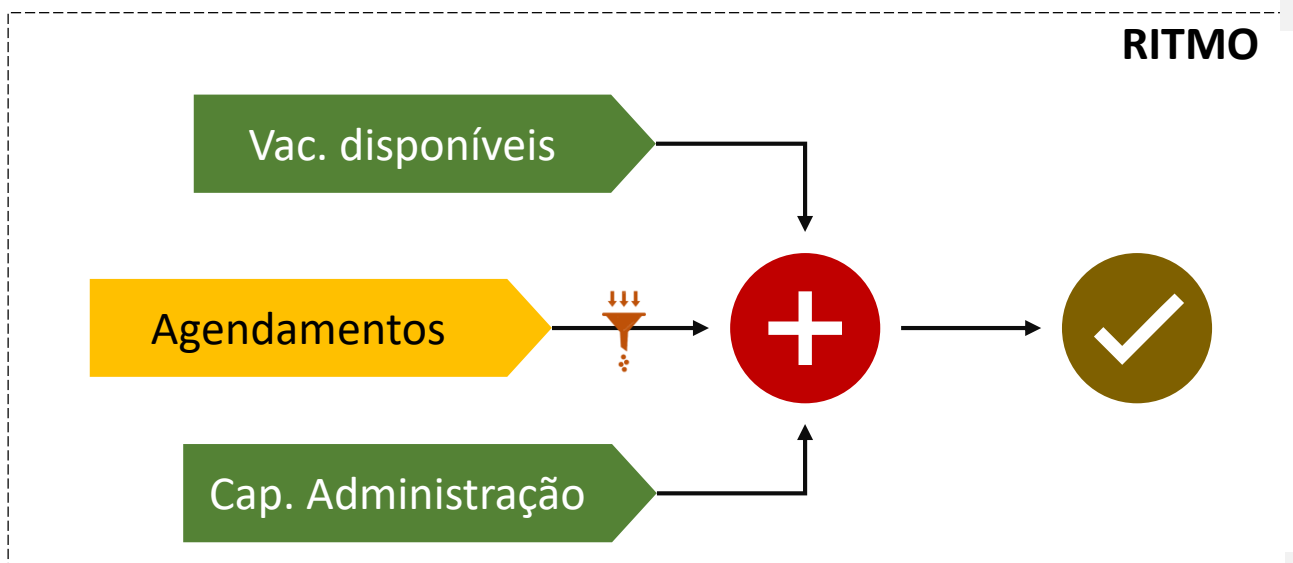 RITMO
Vac. disponíveis
Agendamentos
Cap. Administração